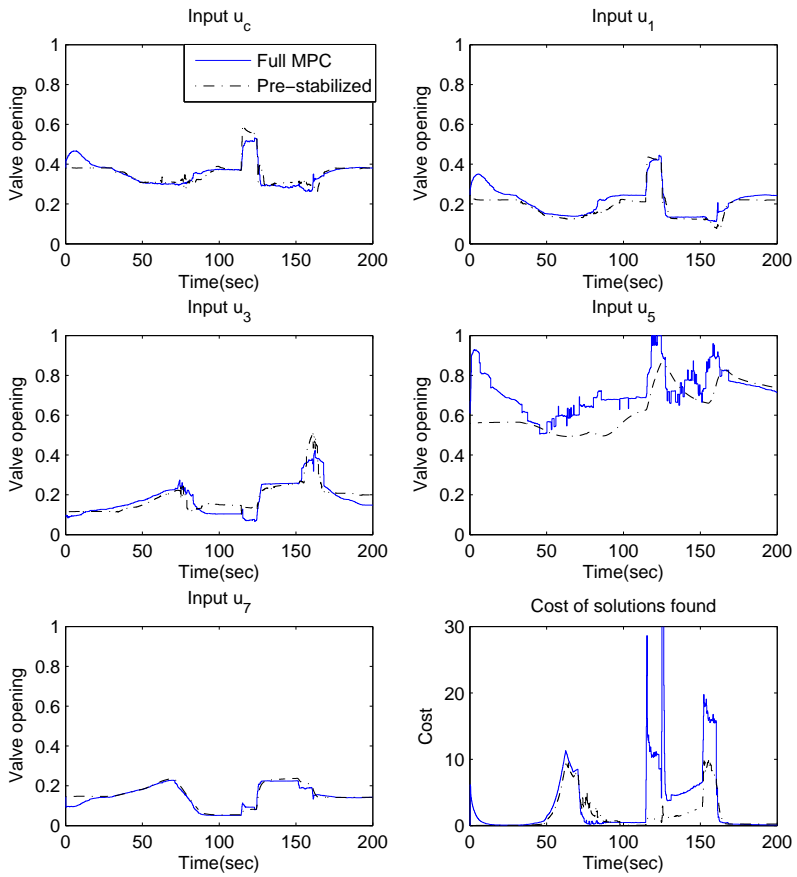 Input u_c
1
0.8
0.6
0.4
0.2
0
Valve opening
Full MPC
Pre−stabilized
0 50 100 150 200
Time(sec)
Input u_1
1
0.8
0.6
0.4
0.2
0
Valve opening
0 50 100 150 200
Time(sec)
Input u_3
1
0.8
0.6
0.4
0.2
0
Valve opening
0 50 100 150 200
Time(sec)
Input u_5
1
0.8
0.6
0.4
0.2
0
Valve opening
0 50 100 150 200
Time(sec)
Input u_7
1
0.8
0.6
0.4
0.2
0
Valve opening
0 50 100 150 200
Time(sec)
Cost of solutions found
30
20
10
0
Cost
0 50 100 150 200
Time(sec)